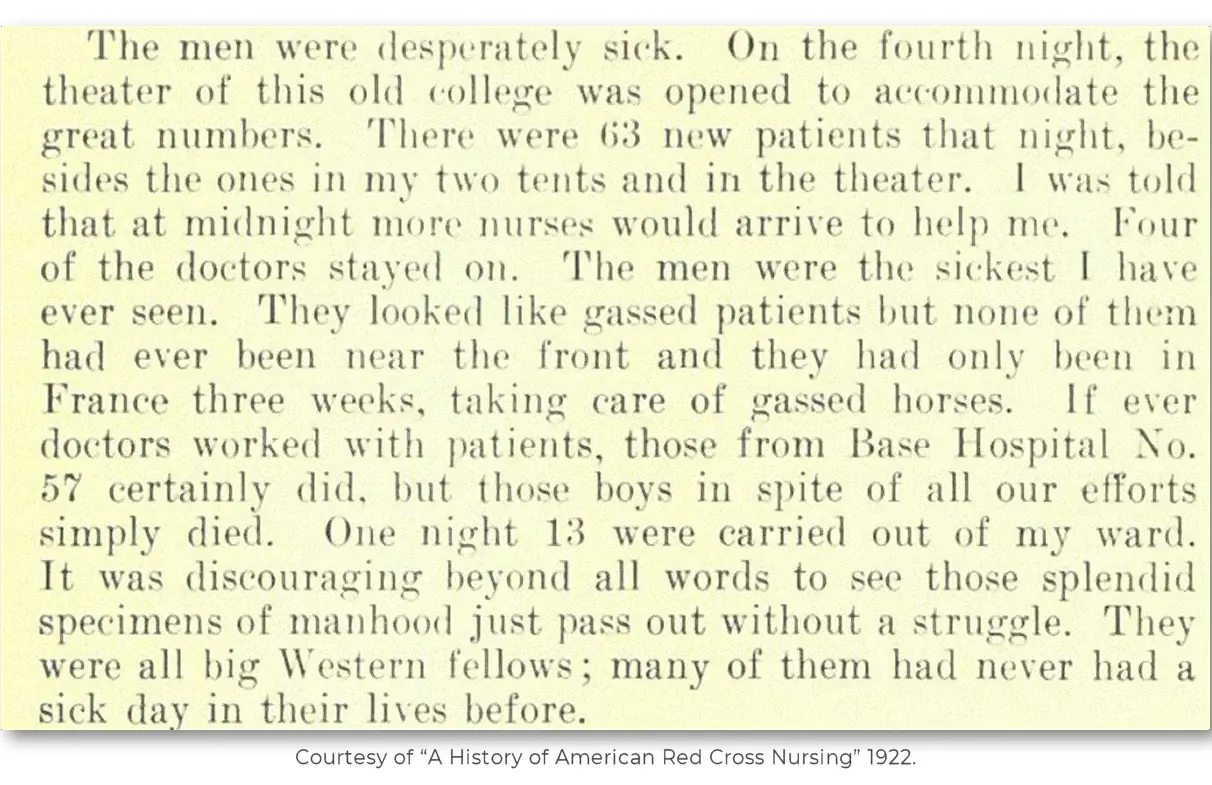 The men were desperately sick. On the fourth night, the
theater of this old college was opened to accommodate the
great numbers. There were 63 new patients that night, be-
sides the ones in my two tents and in the theater. I was told
that at midnight more nurses would arrive to help me. Four
of the doctors stayed on. The men were the sickest I have
ever seen. They looked like gassed patients but none of them
had ever been near the front and they had only been in
France three weeks, taking care of gassed horses. If ever
doctors worked with patients, those from Base Hospital No.
57 certainly did, but those boys in spite of all our efforts
simply died. One night 13 were carried out of my ward.
It was discouraging beyond all words to see those splendid
specimens of manhood just pass out without a struggle. They
were all big Western fellows; many of them had never had a
sick day in their lives before.
Courtesy of “A History of American Red Cross Nursing” 1922.